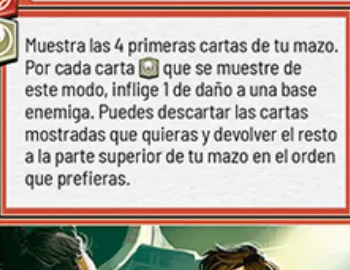 Muestra las 4 primeras cartas de tu mazo.
Por cada carta que se muestre de
este modo, inflige 1 de daño a una base
enemiga. Puedes descartar las cartas
mostradas que quieras y devolver el resto
a la parte superior de tu mazo en el orden
que prefieras.